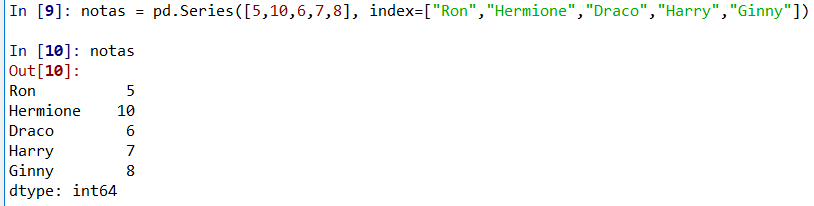 In [9]: notas = pd.Series([5,10,6,7,8], index=["Ron","Hermione","Draco","Harry","Ginny"])
In [10]: notas
Out[10]:
Ron 5
Hermione 10
Draco 6
Harry 7
Ginny 8
dtype: int64